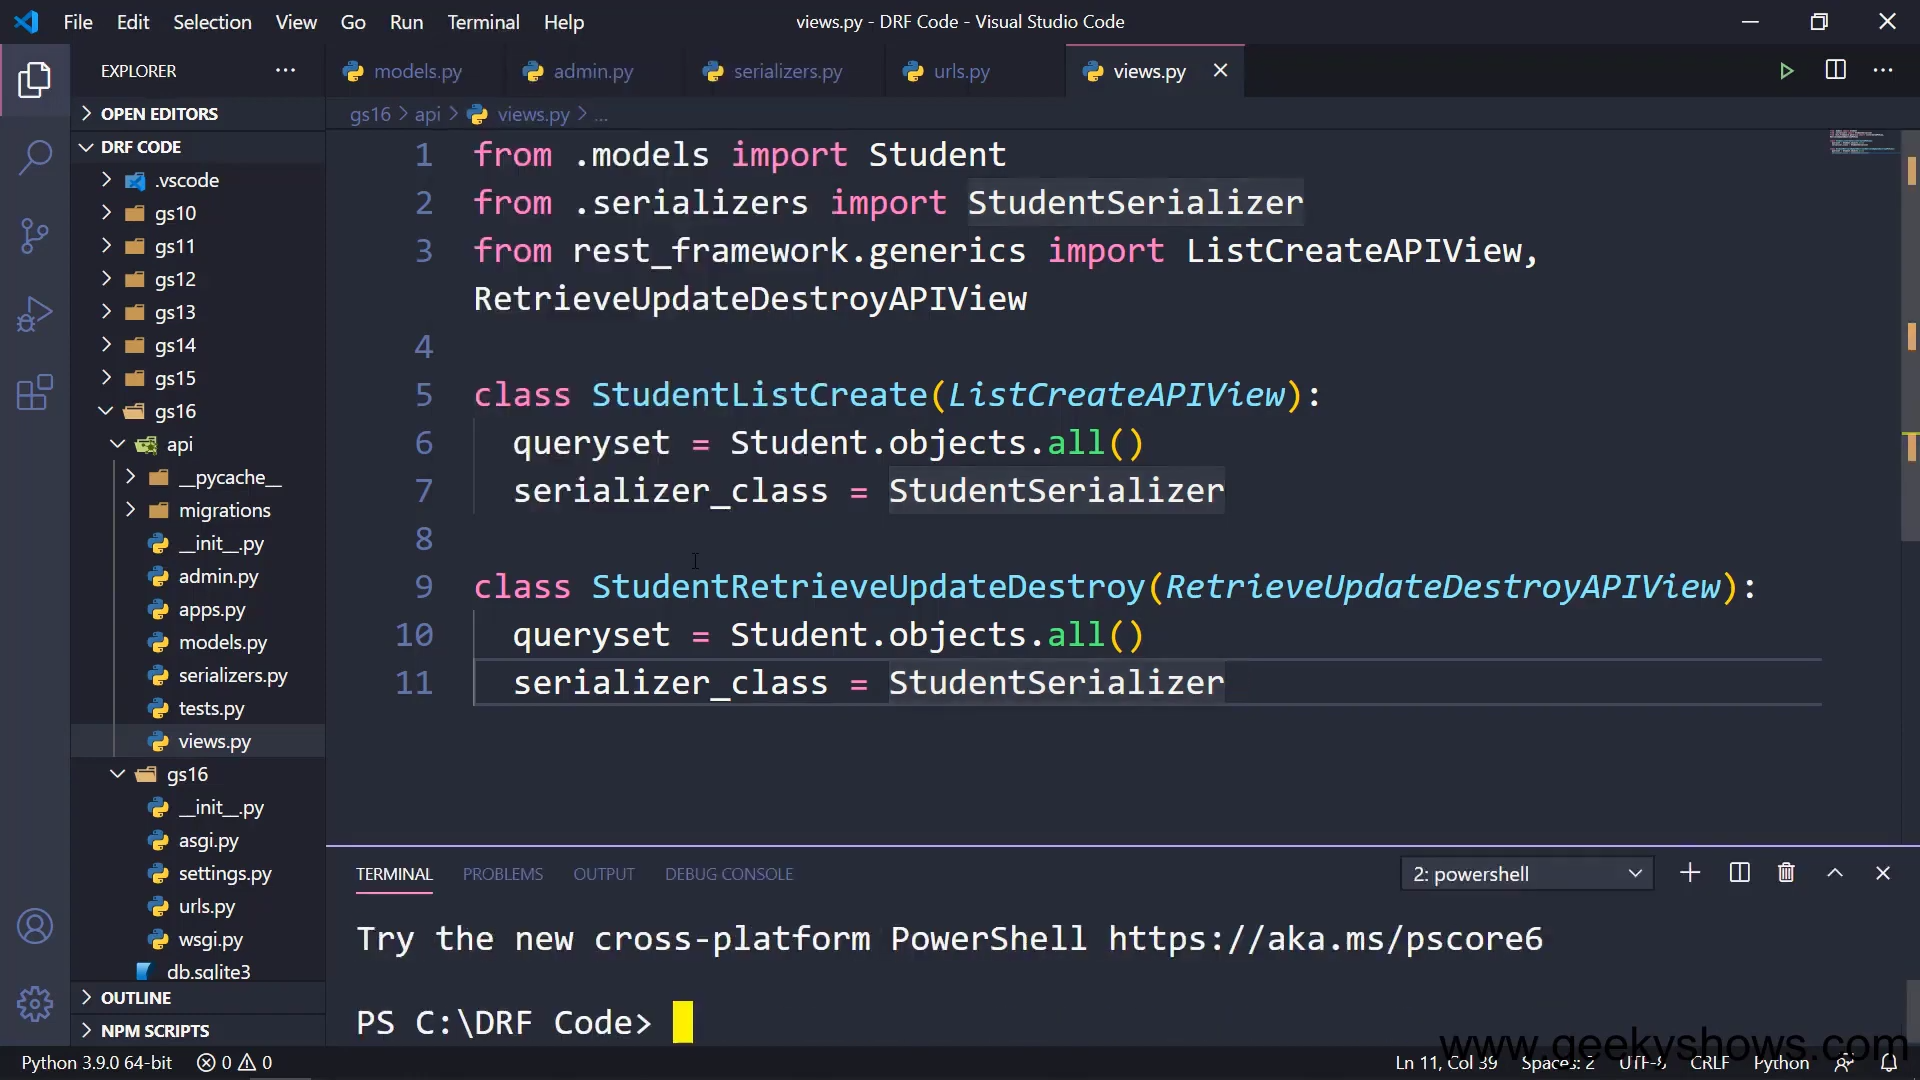 File Edit Selection View Go Run Terminal Help
views.py - DRF Code - Visual Studio Code
EXPLORER
OPEN EDITORS
DRF CODE
.vscode
gs10
gs11
gs12
gs13
gs14
gs15
gs16
api
__pycache__
migrations
__init__.py
admin.py
apps.py
models.py
serializers.py
tests.py
views.py
gs16
__init__.py
asgi.py
settings.py
urls.py
wsgi.py
db.sqlite3
OUTLINE
NPM SCRIPTS
models.py admin.py serializers.py urls.py views.py
gs16 > api > views.py > ...
1 from .models import Student
2 from .serializers import StudentSerializer
3 from rest_framework.generics import ListCreateAPIView,
RetrieveUpdateDestroyAPIView
4
5 class StudentListCreate(ListCreateAPIView):
6 queryset = Student.objects.all()
7 serializer_class = StudentSerializer
8
9 class StudentRetrieveUpdateDestroy(RetrieveUpdateDestroyAPIView):
10 queryset = Student.objects.all()
11 serializer_class = StudentSerializer
TERMINAL PROBLEMS OUTPUT DEBUG CONSOLE
2: powershell
Try the new cross-platform PowerShell https://aka.ms/pscore6
PS C:\DRF Code>
www.geekyshows.com
Python 3.9.0 64-bit 0 0
Ln 11, Col 39 Spaces: 2 UTF-8 CRLF Python